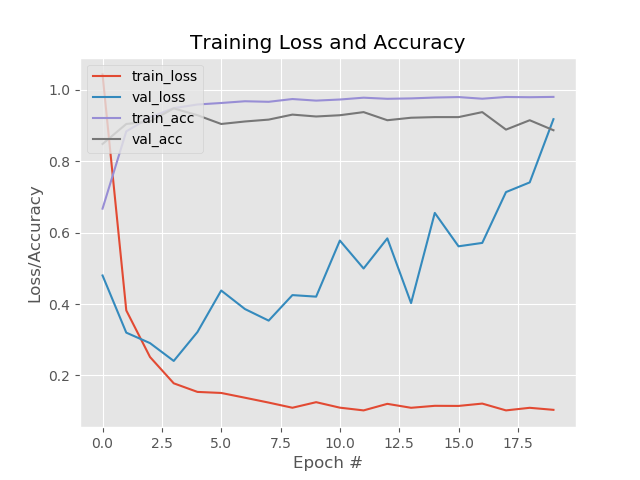 Training Loss and Accuracy
train_loss
val_loss
train_acc
val_acc
1.0
0.8
0.6
0.4
0.2
Loss/Accuracy
0.0 2.5 5.0 7.5 10.0 12.5 15.0 17.5
Epoch #